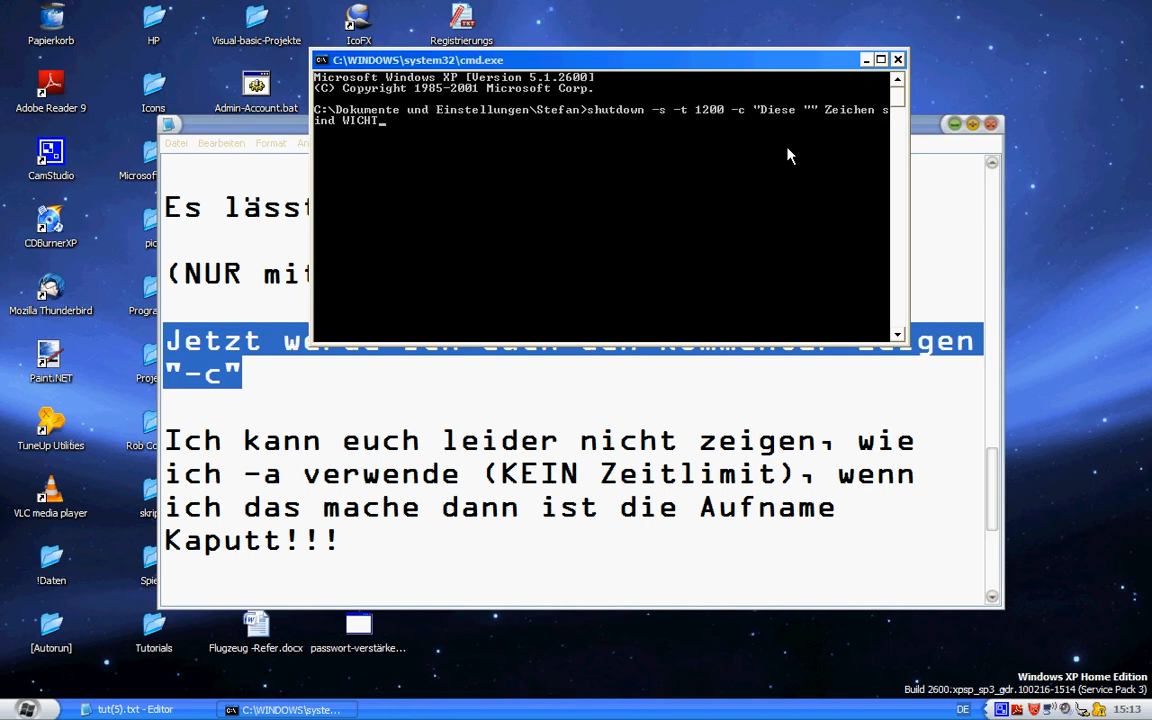 Papierkorb
HP
Visual-basic-Projekte
IcoFX
Registrierungs
Adobe Reader 9
Icons
Admin-Account.bat
C:\WINDOWS\system32\cmd.exe
Microsoft Windows XP [Version 5.1.2600]
(C) Copyright 1985-2001 Microsoft Corp.
C:\Dokumente und Einstellungen\Stefan>shutdown -s -t 1200 -c "Diese "" Zeichen s
ind WICHT_
Datei Bearbeiten Format
CamStudio
Es lässt
CDBurnerXP
(NUR mit
Mozilla Thunderbird
Jetzt
"-c"
Paint.NET
Ich kann euch leider nicht zeigen, wie
ich -a verwende (KEIN Zeitlimit), wenn
ich das mache dann ist die Aufname
Kaputt!!!
TuneUp Utilities
VLC media player
!Daten
[Autorun]
Tutorials
Flugzeug -Refer.docx
passwort-verstärke...
Windows XP Home Edition
Build 2600.xpsp_sp3_gdr.100216-1514 (Service Pack 3)
tut(5).txt - Editor
C:\WINDOWS\syste...
DE
15:13